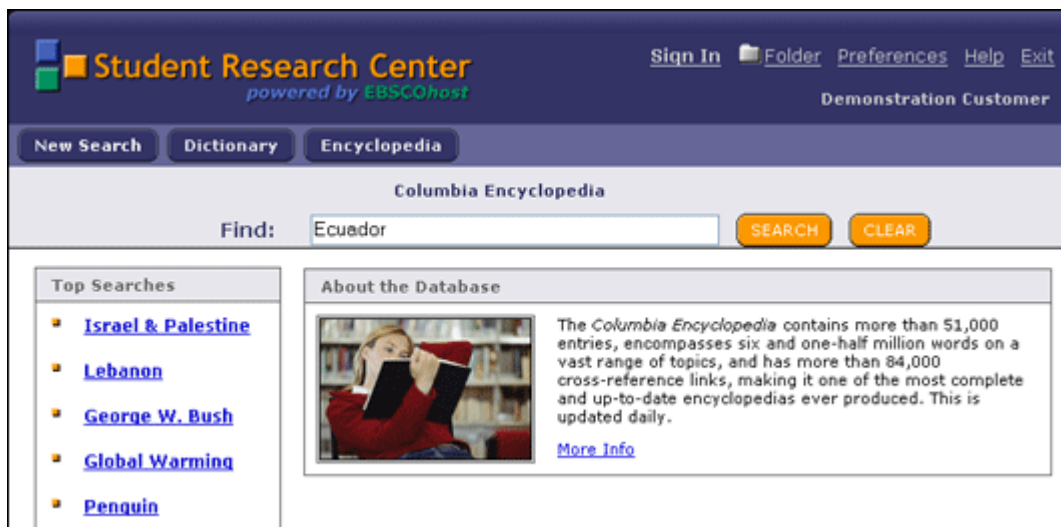 Student Research Center
powered by EBSCOhost
Sign In Folder Preferences Help Exit
Demonstration Customer
New Search Dictionary Encyclopedia
Columbia Encyclopedia
Find: Ecuador SEARCH CLEAR
Top Searches
Israel & Palestine
Lebanon
George W. Bush
Global Warming
Penguin
About the Database
The Columbia Encyclopedia contains more than 51,000
entries, encompasses six and one-half million words on a
vast range of topics, and has more than 84,000
cross-reference links, making it one of the most complete
and up-to-date encyclopedias ever produced. This is
updated daily.
More Info